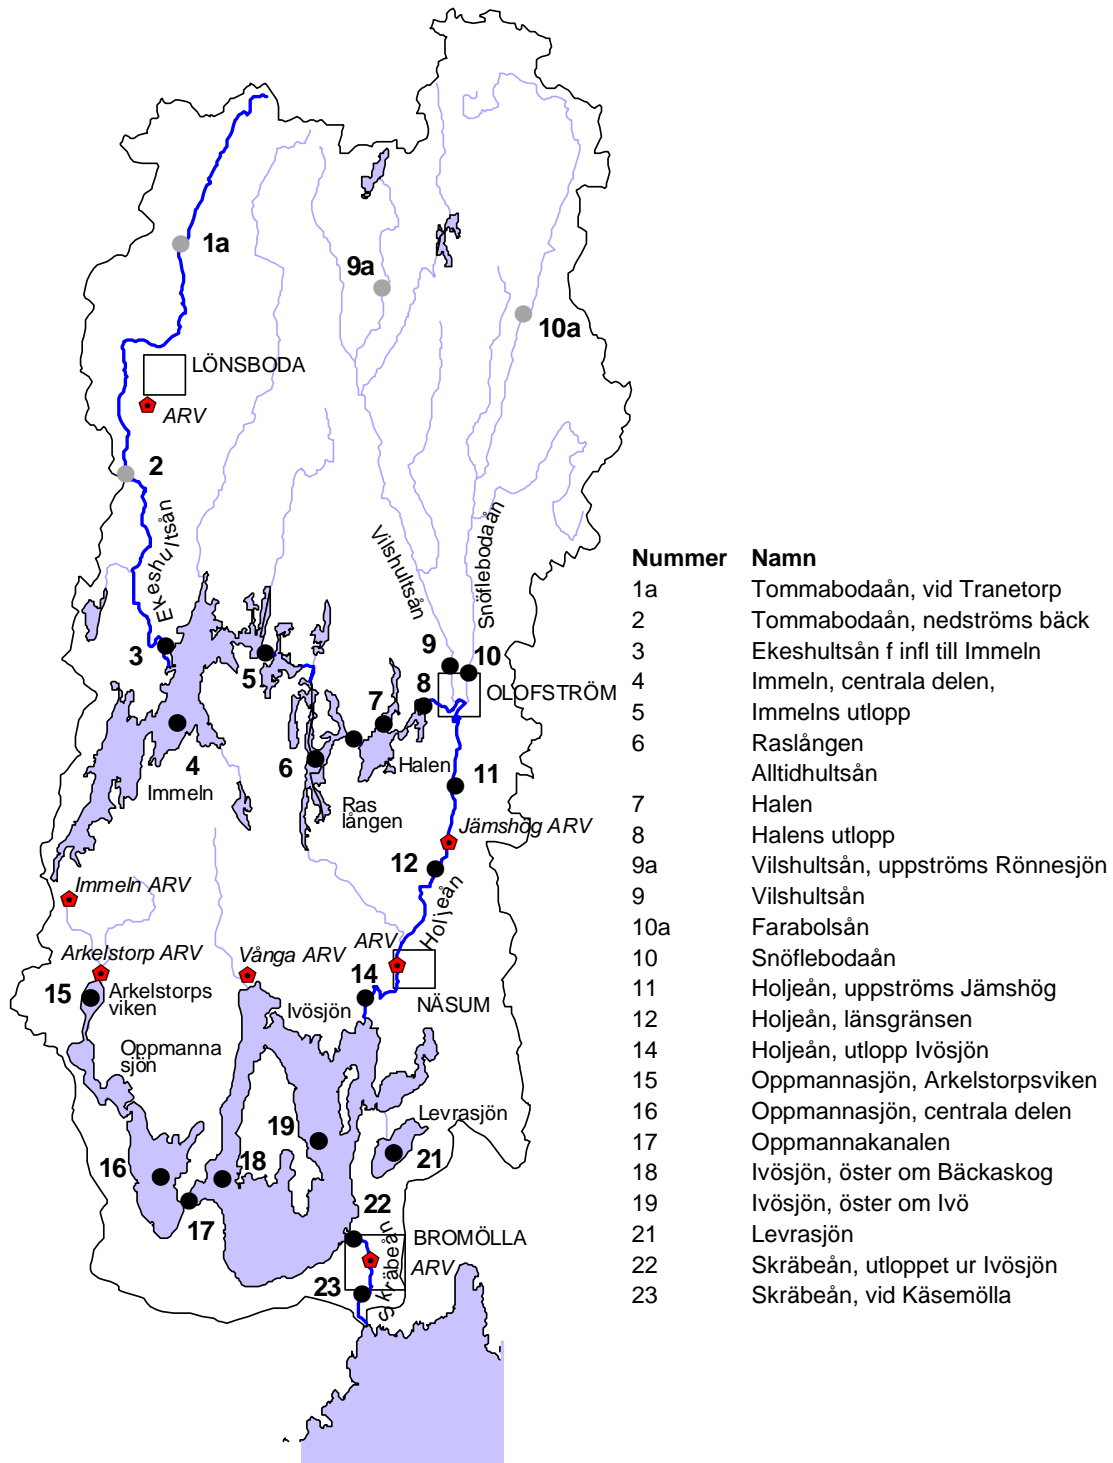 1a
9a
10a
LÖNSBODA
ARV
2
Ekeshultsån
Vilshultsån
Snöflebodaån
3
5
9
10
8
OLOFSTRÖM
7
4
Immeln
6
Halen
11
Ras
lången
Jämshög ARV
12
Immeln ARV
Holjeån
Arkelstorp ARV
Vånga ARV
ARV
14
15
Arkelstorps
viken
Ivösjön
NÄSUM
Oppmanna
sjön
Levrasjön
19
21
16
18
17
22
BROMÖLLA
ARV
Skräbeån
23
Nummer Namn
1a Tommabodaån, vid Tranetorp
2 Tommabodaån, nedströms bäck
3 Ekeshultsån f infl till Immeln
4 Immeln, centrala delen,
5 Immelns utlopp
6 Raslången
Alltidhultsån
7 Halen
8 Halens utlopp
9a Vilshultsån, uppströms Rönnesjön
9 Vilshultsån
10a Farabolsån
10 Snöflebodaån
11 Holjeån, uppströms Jämshög
12 Holjeån, länsgränsen
14 Holjeån, utlopp Ivösjön
15 Oppmannasjön, Arkelstorpsviken
16 Oppmannasjön, centrala delen
17 Oppmannakanalen
18 Ivösjön, öster om Bäckaskog
19 Ivösjön, öster om Ivö
21 Levrasjön
22 Skräbeån, utloppet ur Ivösjön
23 Skräbeån, vid Käsemölla